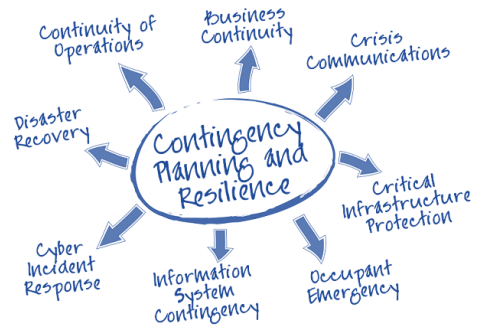 Continuity of
Operations
Business
Continuity
Crisis
Communications
Disaster
Recovery
Contingency
Planning and
Resilience
Critical
Infrastructure
Protection
Cyber
Incident
Response
Information
System
Contingency
Occupant
Emergency